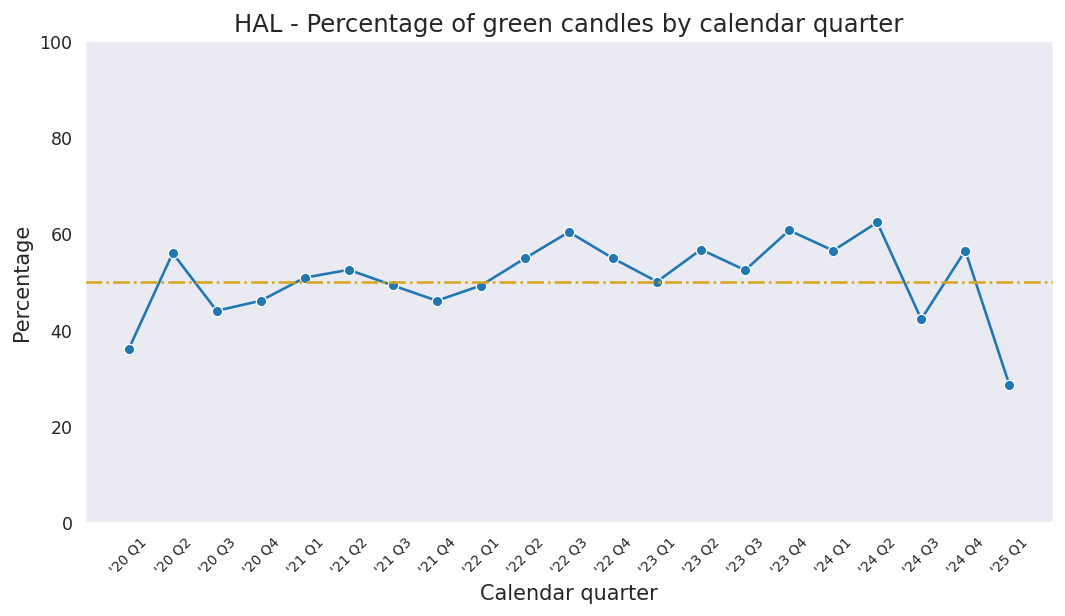 HAL - Percentage of green candles by calendar quarter
100
80
60
40
20
0
Percentage
'20 Q1
'20 Q2
'20 Q3
'20 Q4
'21 Q1
'21 Q2
'21 Q3
'21 Q4
'22 Q1
'22 Q2
'22 Q3
'22 Q4
'23 Q1
'23 Q2
'23 Q3
'23 Q4
'24 Q1
'24 Q2
'24 Q3
'24 Q4
'25 Q1
Calendar quarter